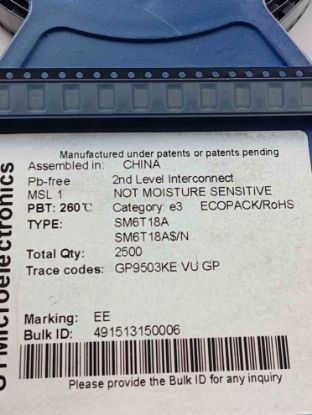 Manufactured under patents or patents pending
Assembled in: CHINA
Pb-free 2nd Level Interconnect
MSL 1 NOT MOISTURE SENSITIVE
PBT: 260℃ Category: e3 ECOPACK/RoHS
TYPE: SM6T18A
SM6T18A$/N
Total Qty: 2500
Trace codes: GP9503KE VU GP
Marking: EE
Bulk ID: 491513150006
Please provide the Bulk ID for any inquiry
STMicroelectronics